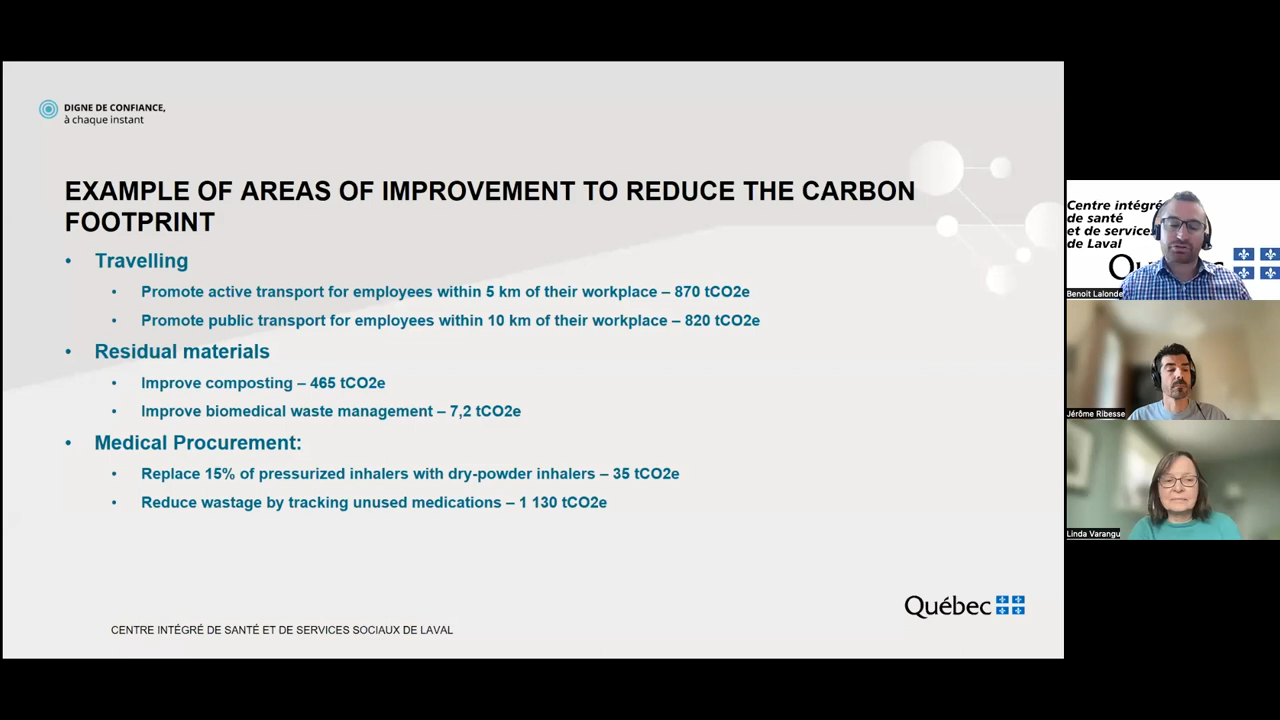 DIGNE DE CONFIANCE,
à chaque instant
EXAMPLE OF AREAS OF IMPROVEMENT TO REDUCE THE CARBON
FOOTPRINT
• Travelling
• Promote active transport for employees within 5 km of their workplace – 870 tCO2e
• Promote public transport for employees within 10 km of their workplace – 820 tCO2e
• Residual materials
• Improve composting – 465 tCO2e
• Improve biomedical waste management – 7,2 tCO2e
• Medical Procurement:
• Replace 15% of pressurized inhalers with dry-powder inhalers – 35 tCO2e
• Reduce wastage by tracking unused medications – 1 130 tCO2e
Québec
CENTRE INTÉGRÉ DE SANTÉ ET DE SERVICES SOCIAUX DE LAVAL
Centre intégré
de santé
et de services
de Laval
Benoit Lalonde
Jérôme Ribesse
Linda Varangu